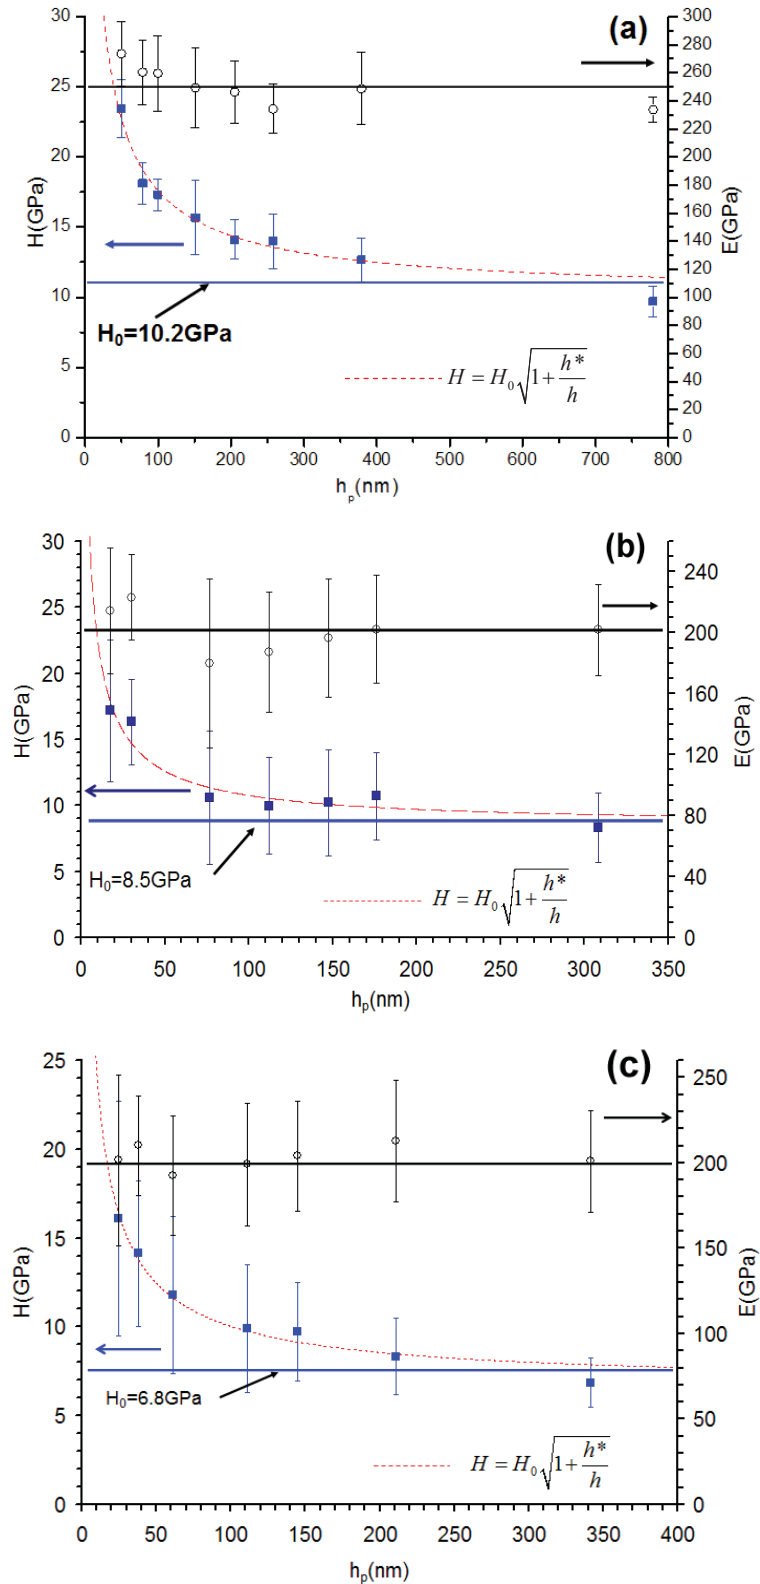 (a)
30
25
20
15
10
5
0
H(GPa)
300
280
260
240
220
200
180
160
140
120
100
80
60
40
20
0
E(GPa)
H₀=10.2GPa
H = H₀√(1+h*/h)
0 100 200 300 400 500 600 700 800
hₚ(nm)
(b)
30
25
20
15
10
5
0
H(GPa)
240
200
160
120
80
40
0
E(GPa)
H₀=8.5GPa
H = H₀√(1+h*/h)
0 50 100 150 200 250 300 350
hₚ(nm)
(c)
25
20
15
10
5
0
H(GPa)
250
200
150
100
50
0
E(GPa)
H₀=6.8GPa
H = H₀√(1+h*/h)
0 50 100 150 200 250 300 350 400
hₚ(nm)